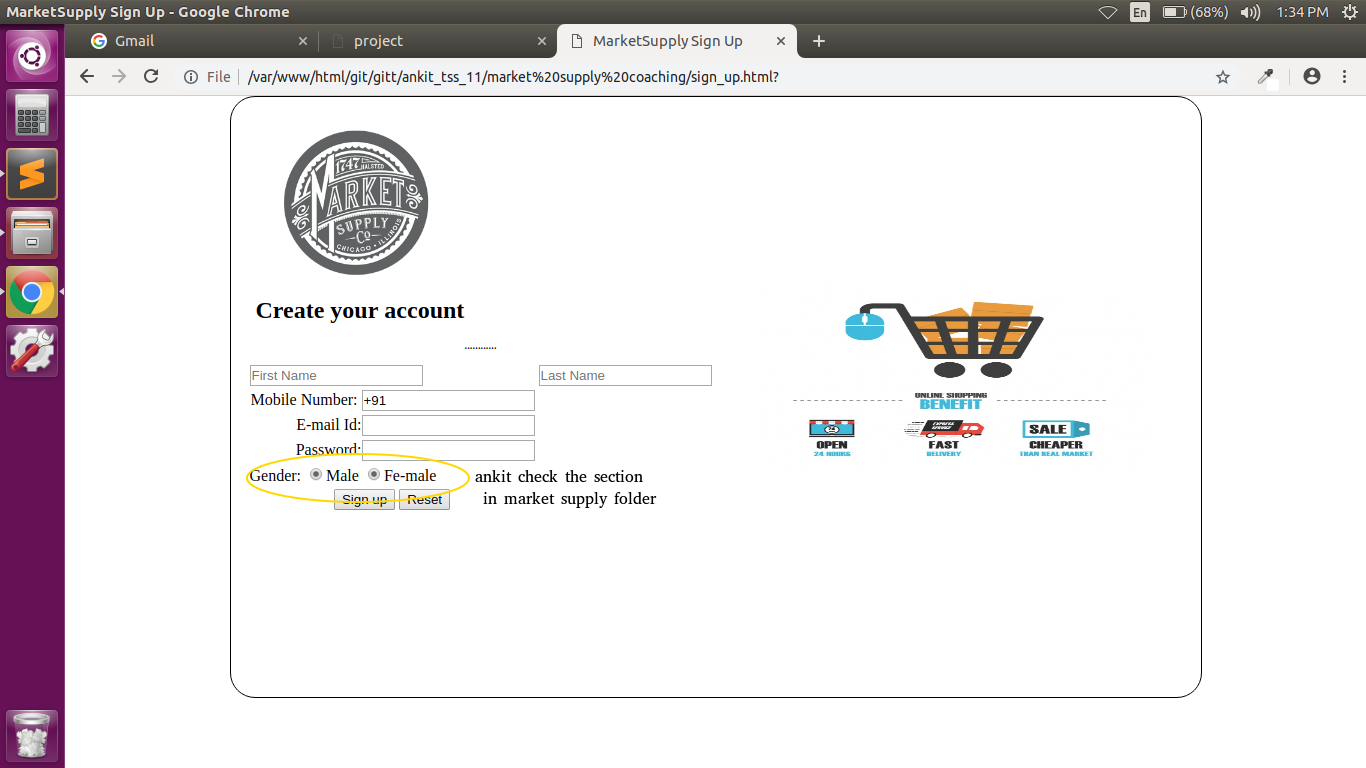 MarketSupply Sign Up - Google Chrome
En
(68%)
1:34 PM
Gmail
project
MarketSupply Sign Up
File
/var/www/html/git/gitt/ankit_tss_11/market%20supply%20coaching/sign_up.html?
1747 HALSTED
MARKET
SUPPLY
Co
CHICAGO • ILLINOIS
Create your account
............
First Name
Last Name
Mobile Number: +91
E-mail Id:
Password:
Gender: Male Fe-male
ankit check the section
Sign up Reset
in market supply folder
ONLINE SHOPPING
BENEFIT
24
OPEN
24 HOURS
EXPRESS
SERVICE
FAST
DELIVERY
SALE
CHEAPER
THAN REAL MARKET